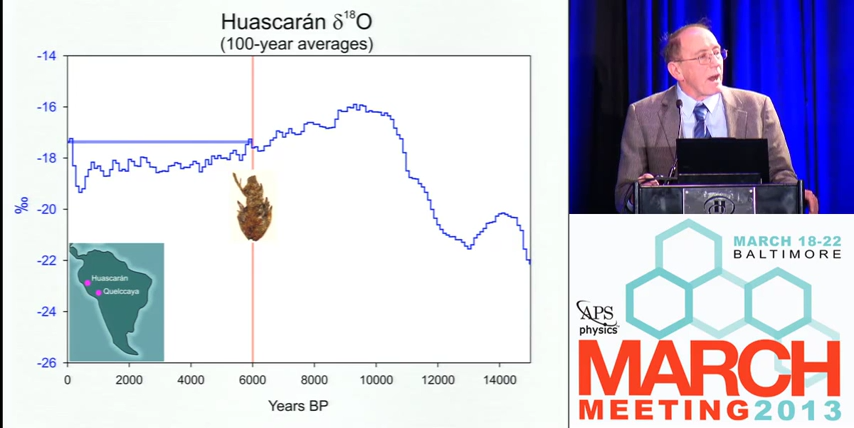 Huascarán δ¹⁸O
(100-year averages)
-14
-16
-18
-20
-22
-24
-26
‰
Huascarán
Quelccaya
0
2000
4000
6000
8000
10000
12000
14000
Years BP
MARCH 18-22
BALTIMORE
APS
physics
MARCH
MEETING2013